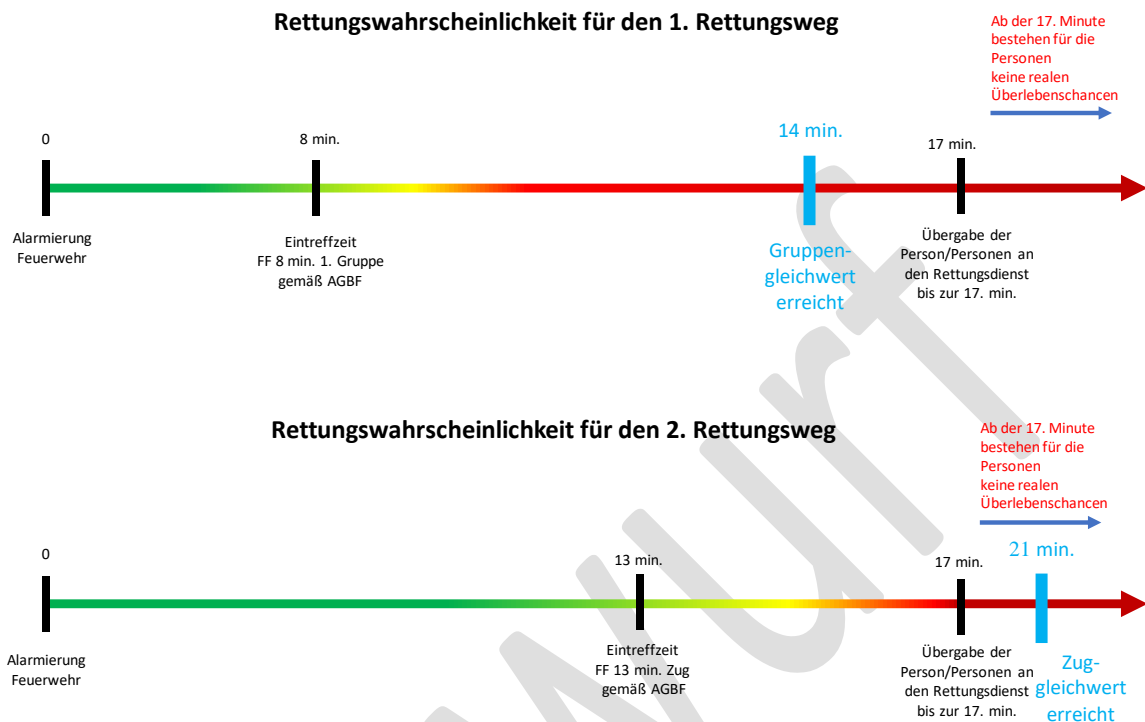 Rettungswahrscheinlichkeit für den 1. Rettungsweg
Ab der 17. Minute
bestehen für die
Personen
keine realen
Überlebenschancen
0
8 min.
14 min.
17 min.
Alarmierung
Feuerwehr
Eintreffzeit
FF 8 min. 1. Gruppe
gemäß AGBF
Gruppen-
gleichwert
erreicht
Übergabe der
Person/Personen an
den Rettungsdienst
bis zur 17. min.
Rettungswahrscheinlichkeit für den 2. Rettungsweg
Ab der 17. Minute
bestehen für die
Personen
keine realen
Überlebenschancen
0
13 min.
17 min.
21 min.
Alarmierung
Feuerwehr
Eintreffzeit
FF 13 min. Zug
gemäß AGBF
Übergabe der
Person/Personen an
den Rettungsdienst
bis zur 17. min.
Zug-
gleichwert
erreicht
wurf